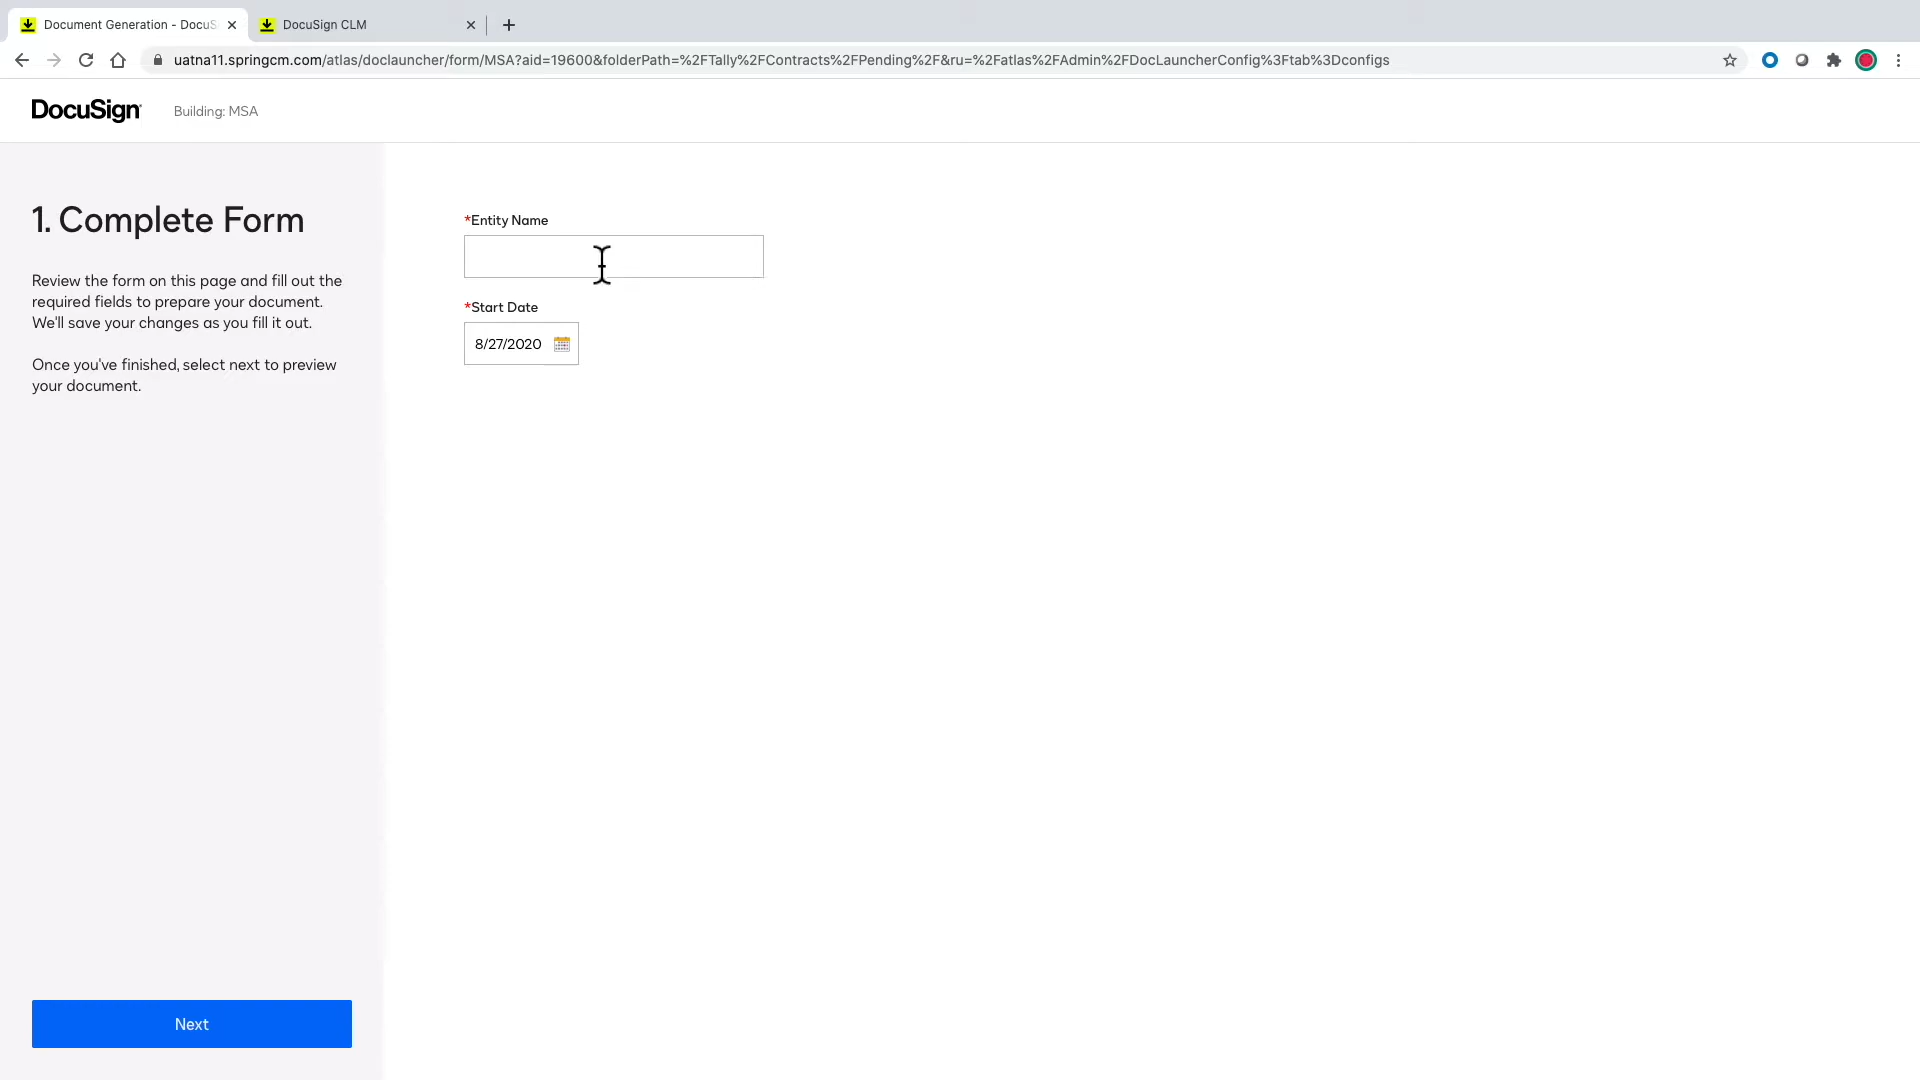 Document Generation - DocuS
DocuSign CLM
uatna11.springcm.com/atlas/doclauncher/form/MSA?aid=19600&folderPath=%2FTally%2FContracts%2FPending%2F&ru=%2Fatlas%2FAdmin%2FDocLauncherConfig%3Ftab%3Dconfigs
DocuSign
Building: MSA
1. Complete Form
Review the form on this page and fill out the
required fields to prepare your document.
We'll save your changes as you fill it out.
Once you've finished, select next to preview
your document.
*Entity Name
*Start Date
8/27/2020
Next